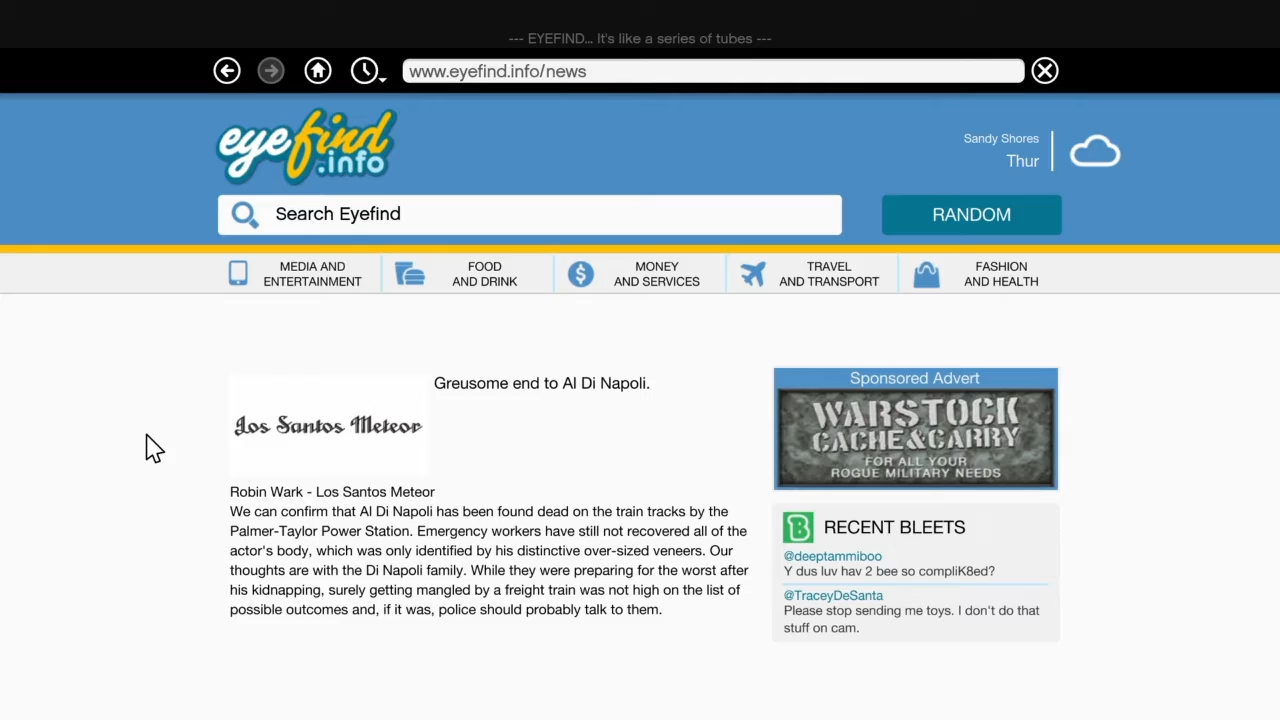 --- EYEFIND... It's like a series of tubes ---
www.eyefind.info/news
eyefind
.info
Sandy Shores
Thur
Search Eyefind
RANDOM
MEDIA AND
ENTERTAINMENT
FOOD
AND DRINK
MONEY
AND SERVICES
TRAVEL
AND TRANSPORT
FASHION
AND HEALTH
Los Santos Meteor
Greusome end to Al Di Napoli.
Robin Wark - Los Santos Meteor
We can confirm that Al Di Napoli has been found dead on the train tracks by the
Palmer-Taylor Power Station. Emergency workers have still not recovered all of the
actor's body, which was only identified by his distinctive over-sized veneers. Our
thoughts are with the Di Napoli family. While they were preparing for the worst after
his kidnapping, surely getting mangled by a freight train was not high on the list of
possible outcomes and, if it was, police should probably talk to them.
Sponsored Advert
WARSTOCK
CACHE&CARRY
FOR ALL YOUR
ROGUE MILITARY NEEDS
B
RECENT BLEETS
@deeptammiboo
Y dus luv hav 2 bee so compliK8ed?
@TraceyDeSanta
Please stop sending me toys. I don't do that
stuff on cam.